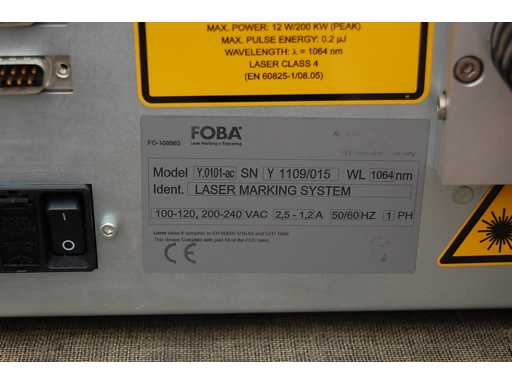 MAX. POWER: 12 W/200 KW (PEAK)
MAX. PULSE ENERGY: 0,2 µJ
WAVELENGTH: λ = 1064 nm
LASER CLASS 4
(EN 60825-1/08.05)
FOBA
Laser Marking + Engraving
Model Y.0101-ac SN Y 1109/015 WL 1064 nm
Ident. LASER MARKING SYSTEM
100-120, 200-240 VAC 2,5 - 1,2 A 50/60 HZ 1 PH
CE